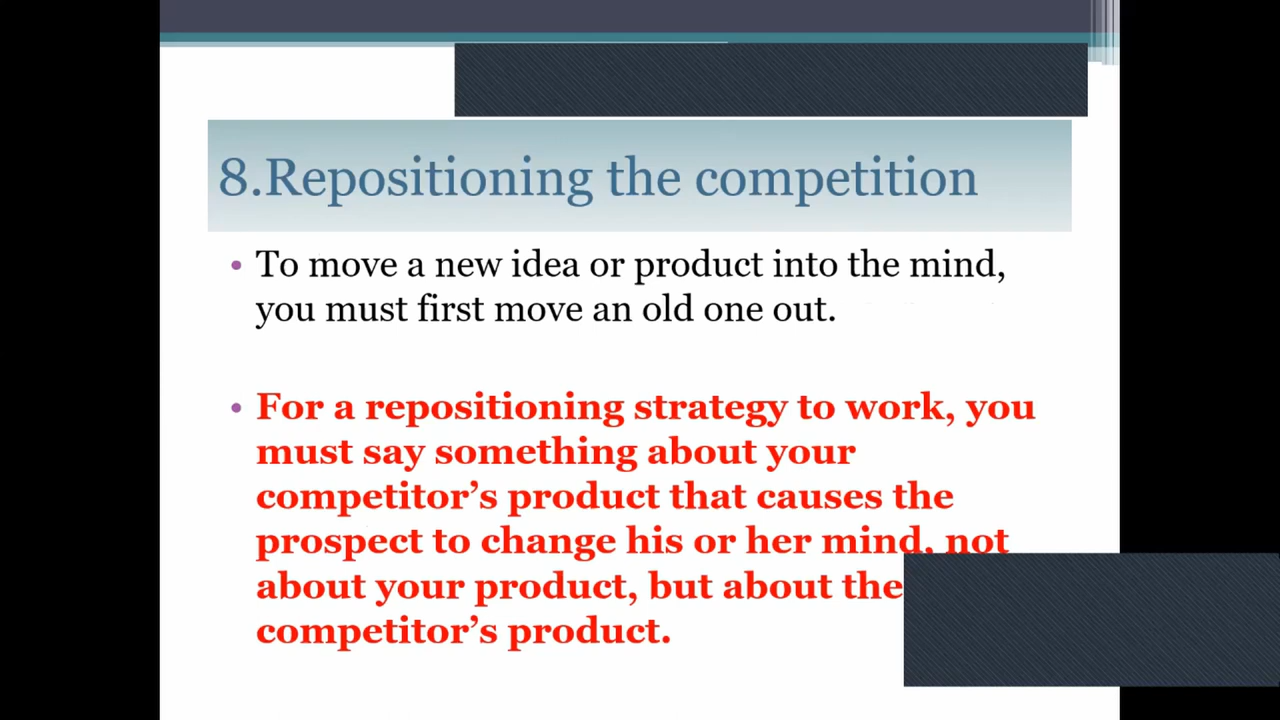 8.Repositioning the competition
• To move a new idea or product into the mind,
you must first move an old one out.
• For a repositioning strategy to work, you
must say something about your
competitor’s product that causes the
prospect to change his or her mind, not
about your product, but about the
competitor’s product.